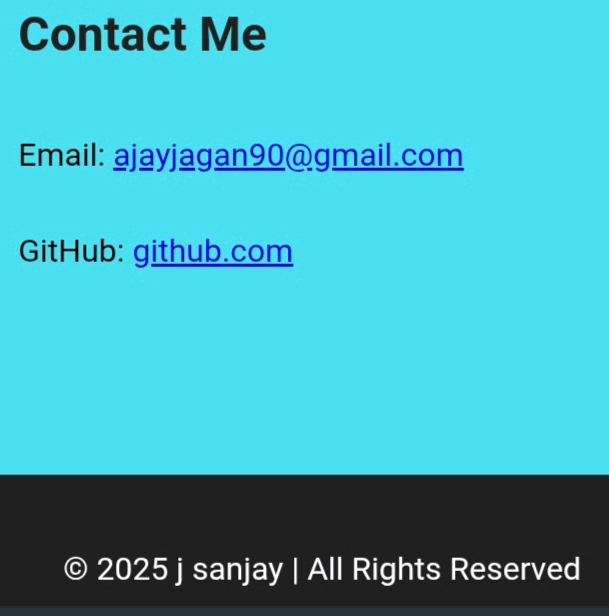 Contact Me
Email: ajayjagan90@gmail.com
GitHub: github.com
© 2025 j sanjay | All Rights Reserved